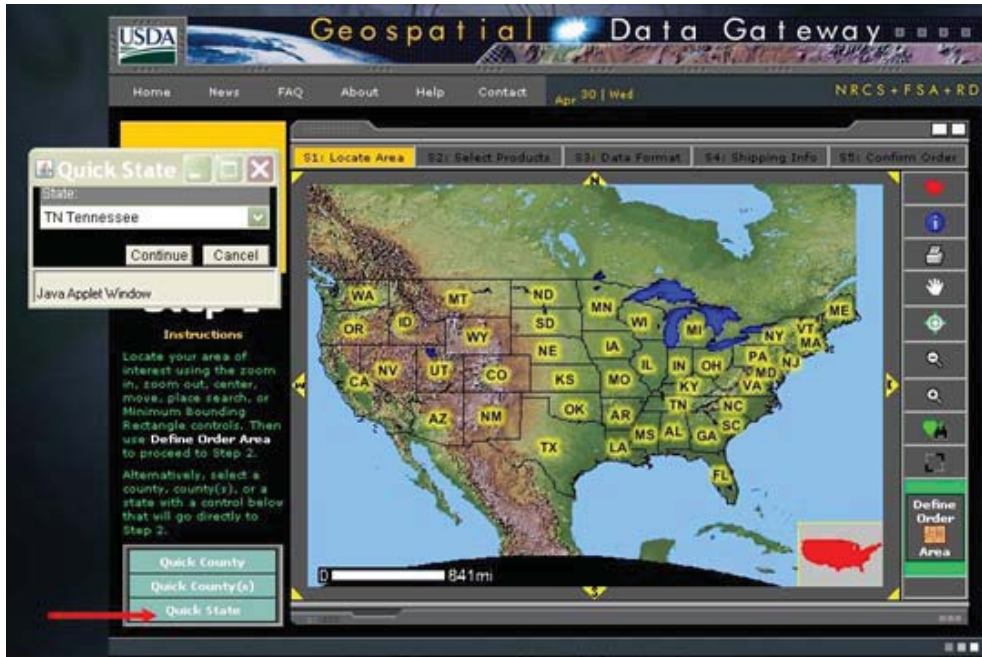 USDA
Geospatial Data Gateway
Home News FAQ About Help Contact Apr 30 | Wed NRCS+FSA+RD
S1: Locate Area S2: Select Products S3: Data Format S4: Shipping Info S5: Confirm Order
Quick State
State:
TN Tennessee
Continue Cancel
Java Applet Window
Instructions
Locate your area of
interest using the zoom
in, zoom out, center,
move, place search, or
Minimum Bounding
Rectangle controls. Then
use Define Order Area
to proceed to Step 2.
Alternatively, select a
county, county(s), or a
state with a control below
that will go directly to
Step 2.
Quick County
Quick County(s)
Quick State
N
W
E
S
WA MT ND MN ME
OR ID SD WI MI NY VT
WY MA
NV UT NE IA IL IN OH PA NJ
CA CO KS MO KY VA MD
AZ NM OK AR TN NC
TX LA MS AL GA SC
FL
0 841mi
Define
Order
Area